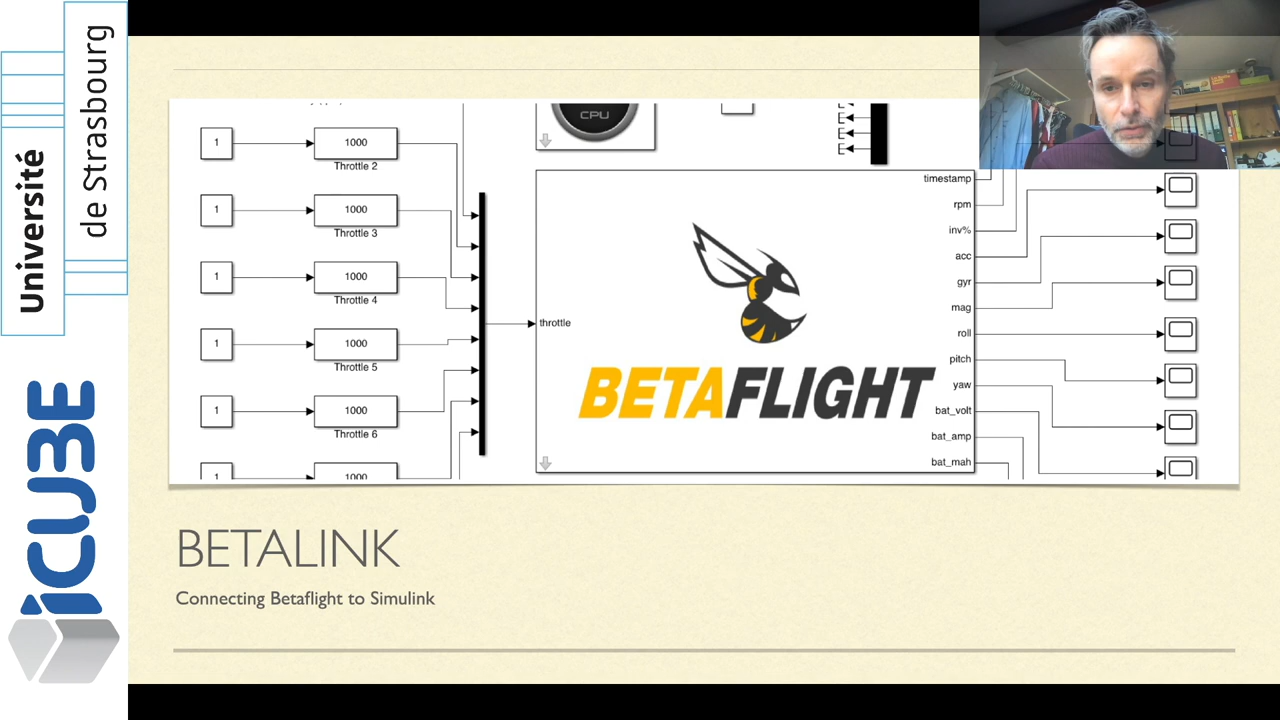 Université
de Strasbourg
iCUBE
CPU
1
1000
Throttle 2
1
1000
Throttle 3
1
1000
Throttle 4
1
1000
Throttle 5
1
1000
Throttle 6
1
1000
throttle
BETAFLIGHT
timestamp
rpm
inv%
acc
gyr
mag
roll
pitch
yaw
bat_volt
bat_amp
bat_mah
BETALINK
Connecting Betaflight to Simulink